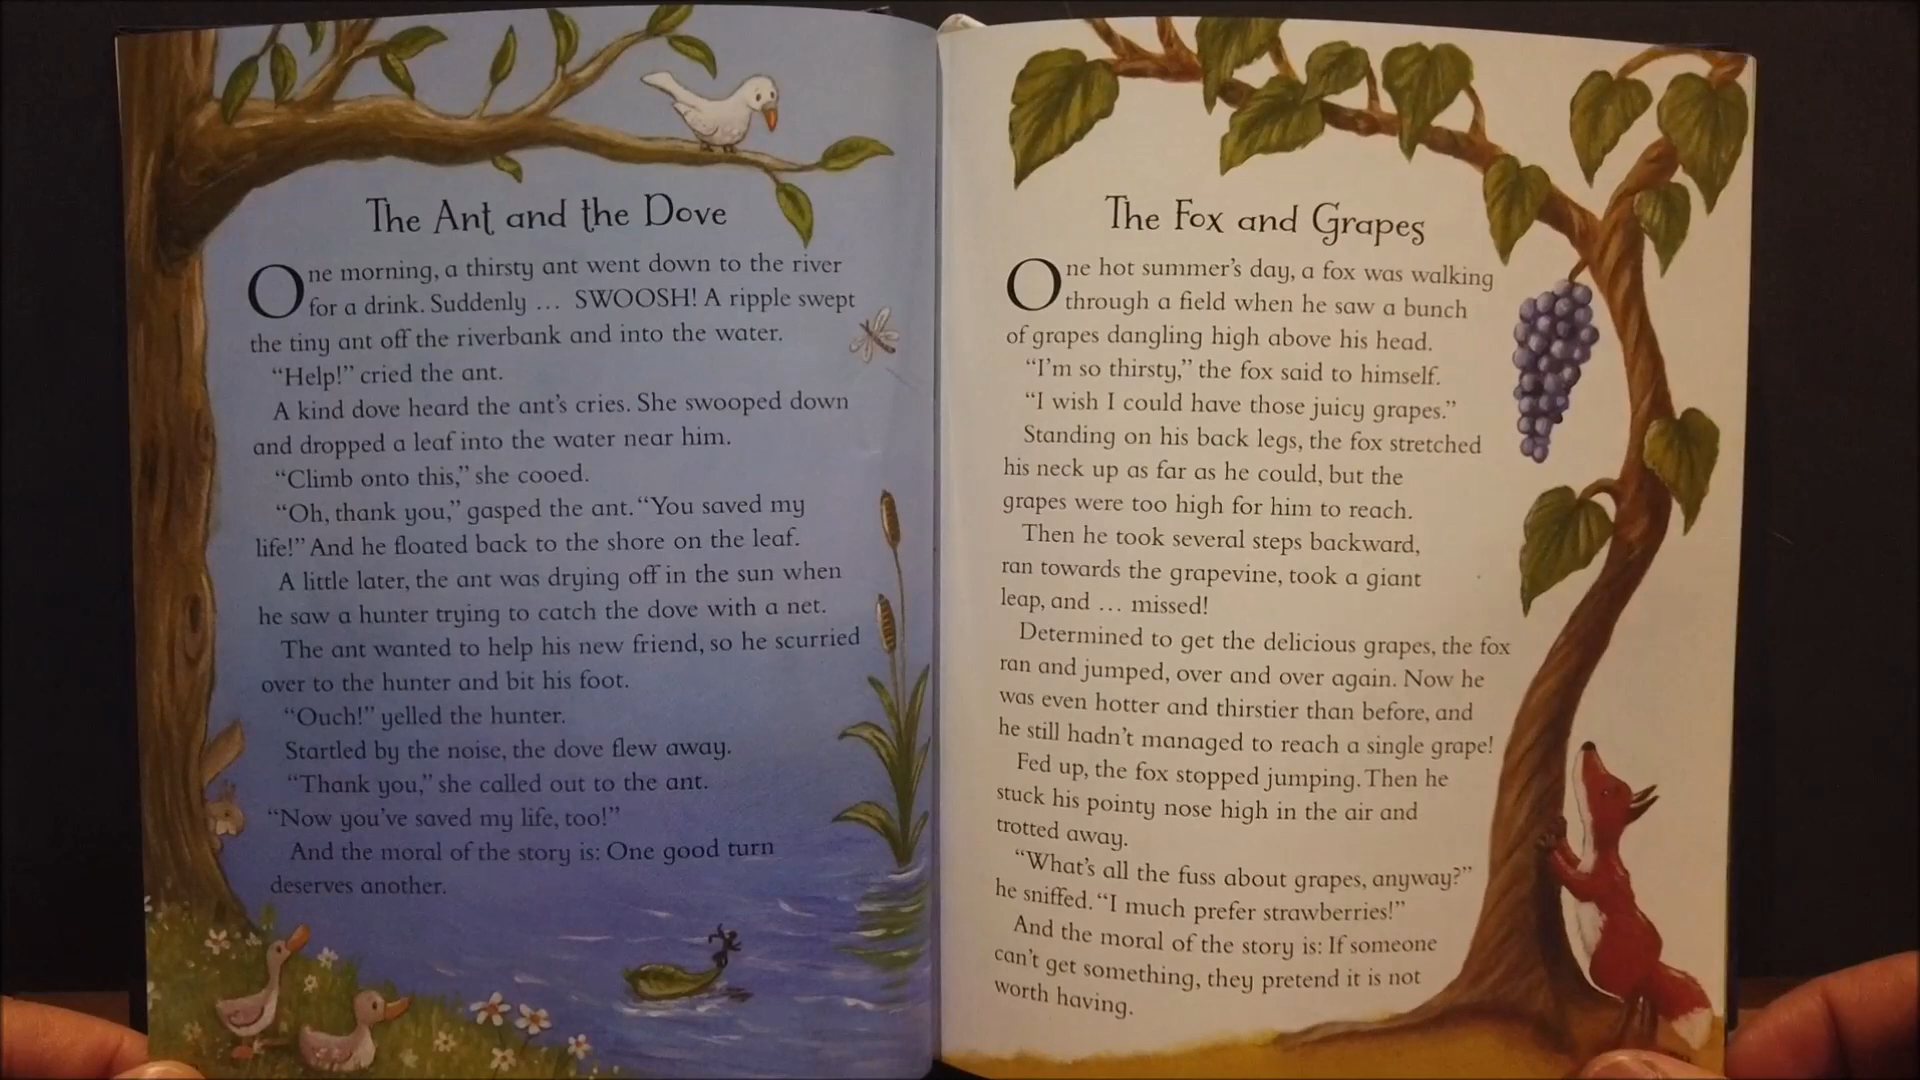 The Ant and the Dove
One morning, a thirsty ant went down to the river
for a drink. Suddenly … SWOOSH! A ripple swept
the tiny ant off the riverbank and into the water.
“Help!” cried the ant.
A kind dove heard the ant’s cries. She swooped down
and dropped a leaf into the water near him.
“Climb onto this,” she cooed.
“Oh, thank you,” gasped the ant. “You saved my
life!” And he floated back to the shore on the leaf.
A little later, the ant was drying off in the sun when
he saw a hunter trying to catch the dove with a net.
The ant wanted to help his new friend, so he scurried
over to the hunter and bit his foot.
“Ouch!” yelled the hunter.
Startled by the noise, the dove flew away.
“Thank you,” she called out to the ant.
“Now you’ve saved my life, too!”
And the moral of the story is: One good turn
deserves another.
The Fox and Grapes
One hot summer’s day, a fox was walking
through a field when he saw a bunch
of grapes dangling high above his head.
“I’m so thirsty,” the fox said to himself.
“I wish I could have those juicy grapes.”
Standing on his back legs, the fox stretched
his neck up as far as he could, but the
grapes were too high for him to reach.
Then he took several steps backward,
ran towards the grapevine, took a giant
leap, and … missed!
Determined to get the delicious grapes, the fox
ran and jumped, over and over again. Now he
was even hotter and thirstier than before, and
he still hadn’t managed to reach a single grape!
Fed up, the fox stopped jumping. Then he
stuck his pointy nose high in the air and
trotted away.
“What’s all the fuss about grapes, anyway?”
he sniffed. “I much prefer strawberries!”
And the moral of the story is: If someone
can’t get something, they pretend it is not
worth having.